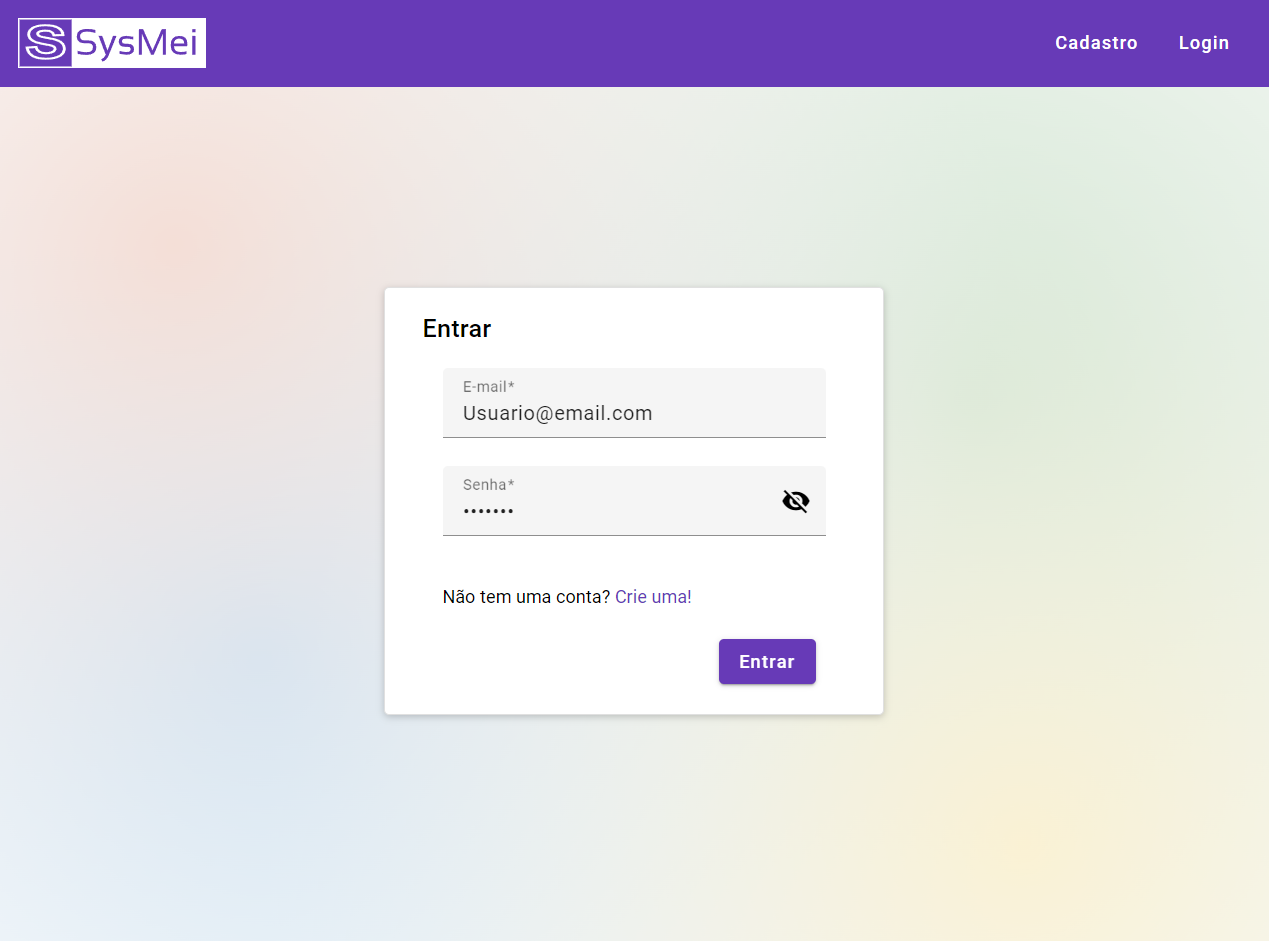 S SysMei
Cadastro
Login
Entrar
E-mail*
Usuario@email.com
Senha*
•••••••
Não tem uma conta? Crie uma!
Entrar